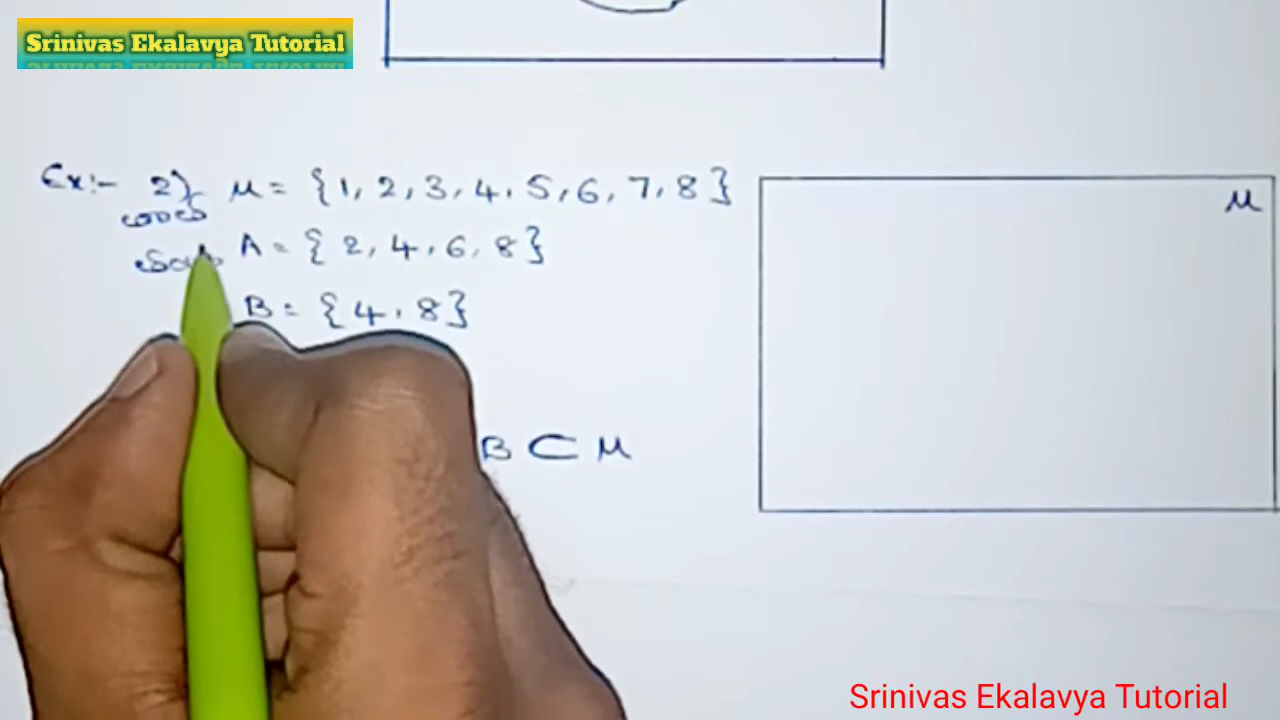 Srinivas Ekalavya Tutorial
Ex:- 2) μ = {1, 2, 3, 4, 5, 6, 7, 8}
μ
A = {2, 4, 6, 8}
B = {4, 8}
B ⊂ μ
Srinivas Ekalavya Tutorial